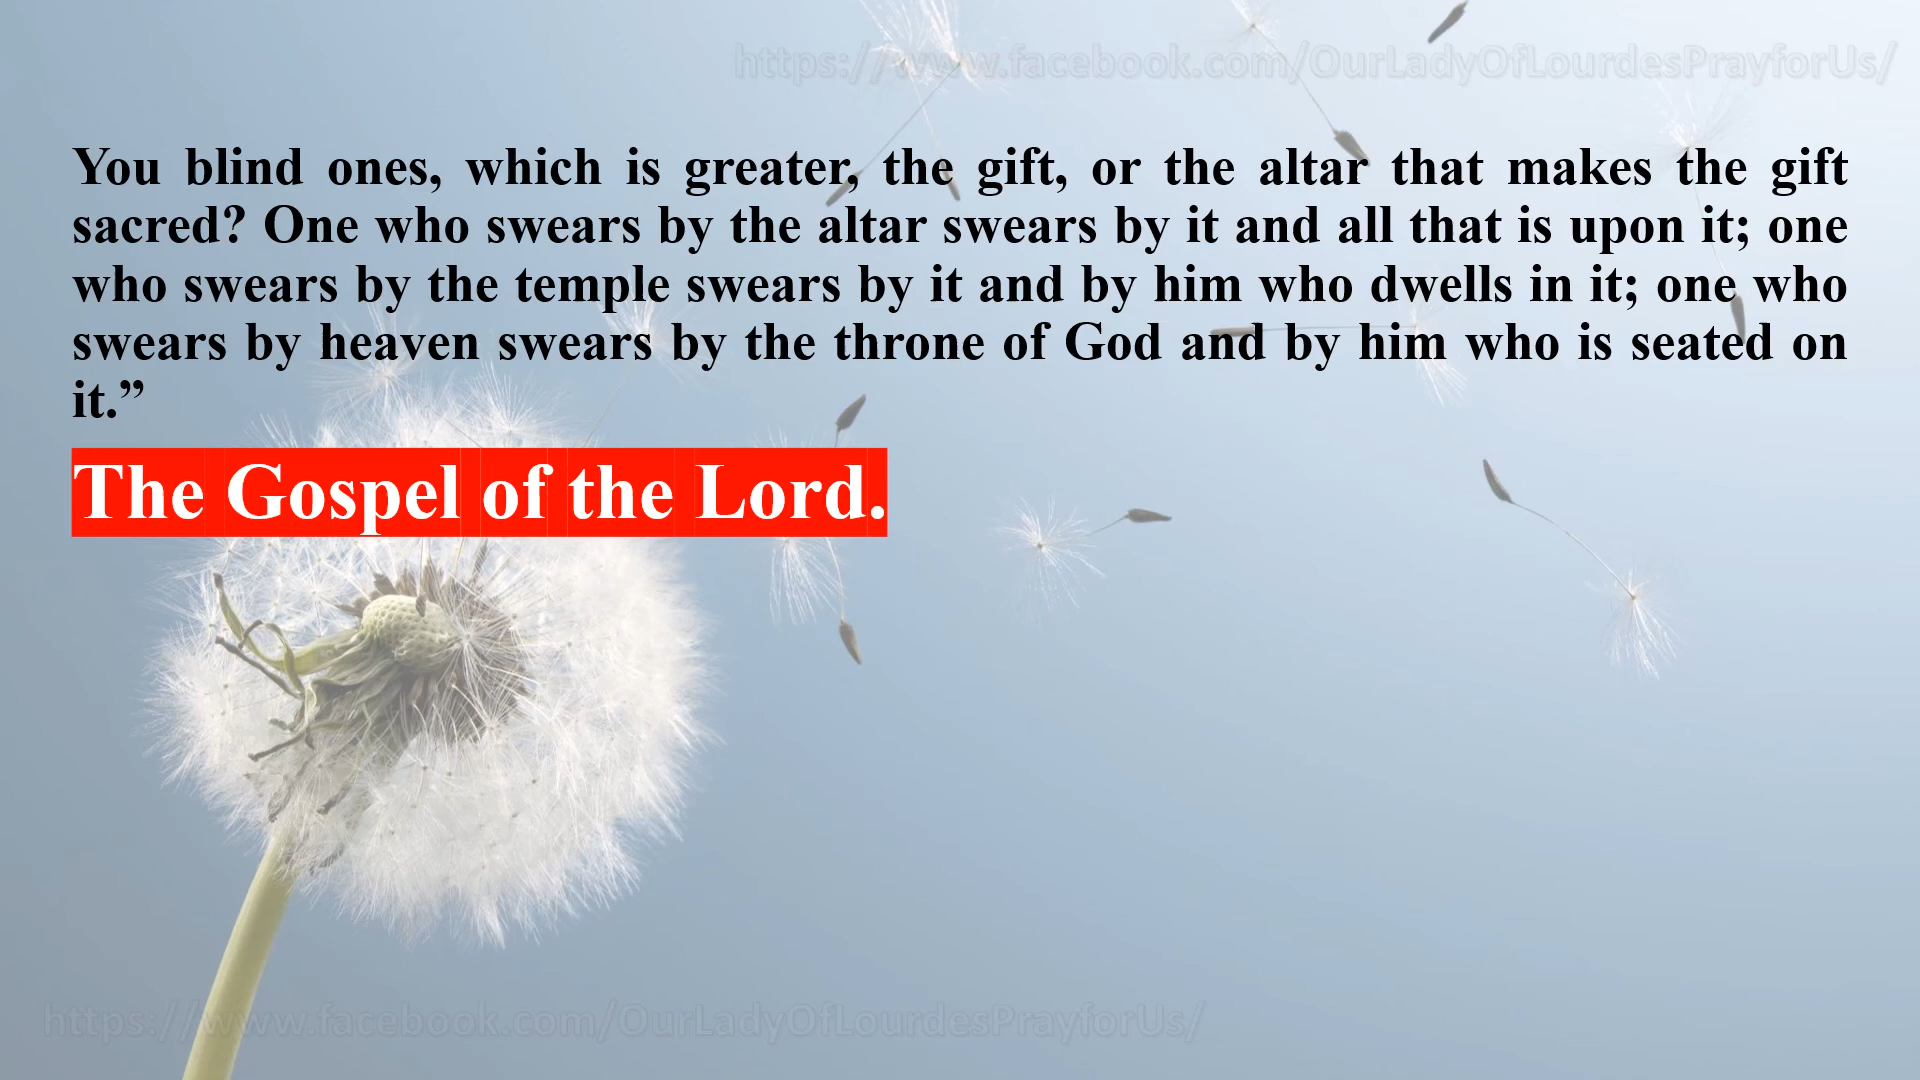 https://www.facebook.com/OurLadyOfLourdesPrayforUs/
You blind ones, which is greater, the gift, or the altar that makes the gift
sacred? One who swears by the altar swears by it and all that is upon it; one
who swears by the temple swears by it and by him who dwells in it; one who
swears by heaven swears by the throne of God and by him who is seated on
it.”
The Gospel of the Lord.
https://www.facebook.com/OurLadyOfLourdesPrayforUs/